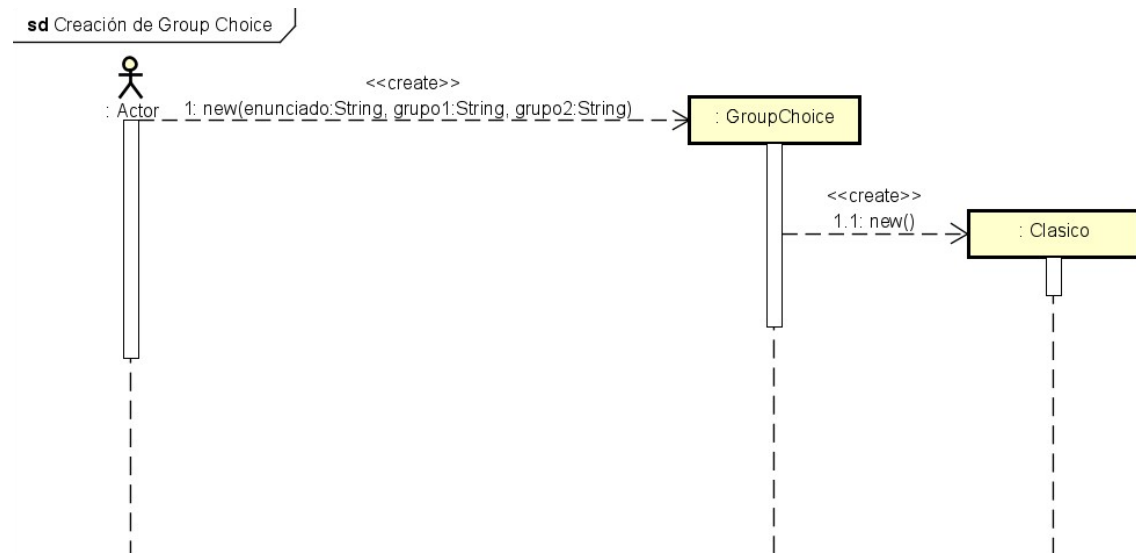 sd Creación de Group Choice
<<create>>
: Actor
1: new(enunciado:String, grupo1:String, grupo2:String)
: GroupChoice
<<create>>
1.1: new()
: Clasico